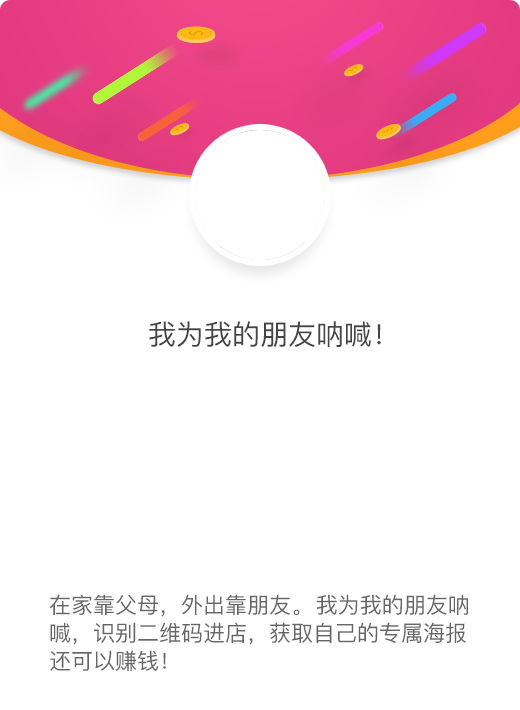 我为我的朋友呐喊！
在家靠父母，外出靠朋友。我为我的朋友呐
喊，识别二维码进店，获取自己的专属海报
还可以赚钱！